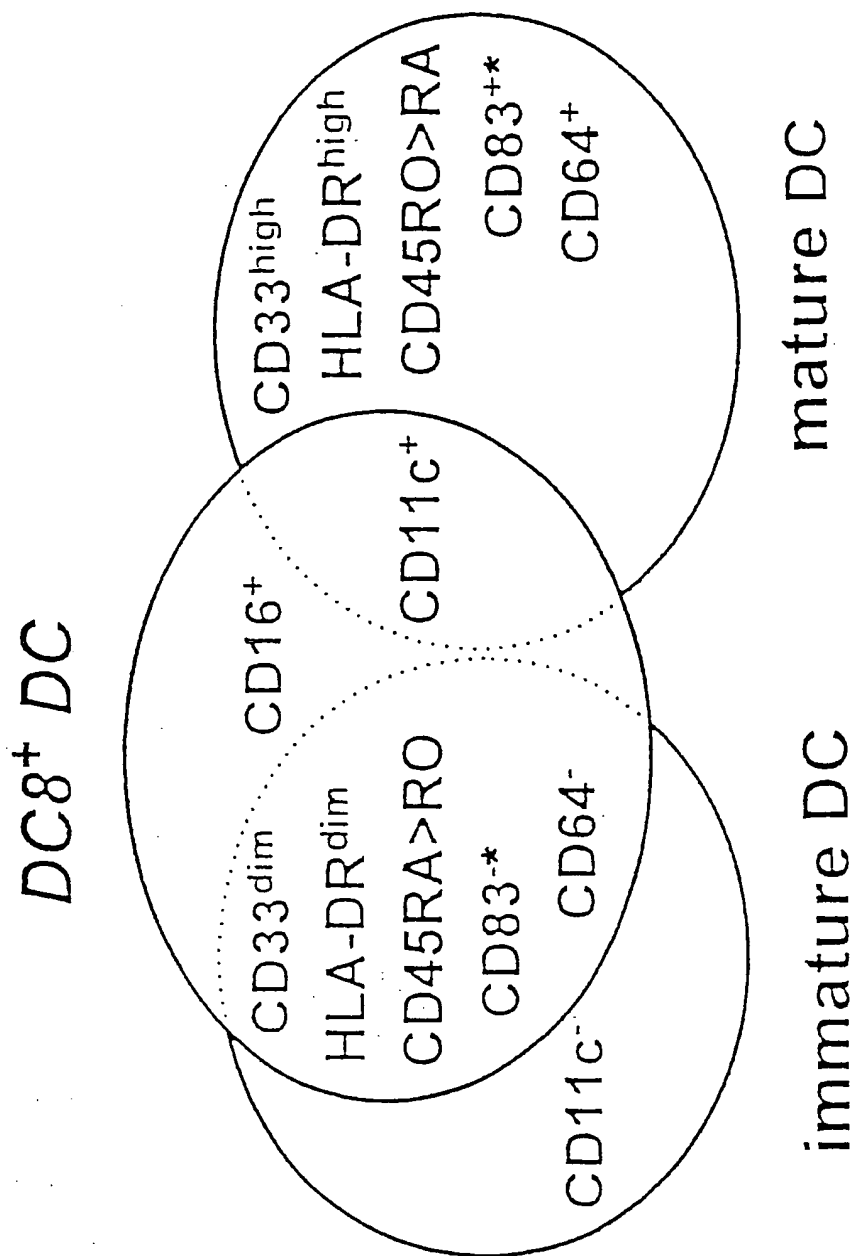 DC8⁺ DC
CD16⁺
CD33ᵈⁱᵐ
HLA-DRᵈⁱᵐ
CD45RA>RO
CD83⁻*
CD64⁻
CD11c⁻
CD11c⁺
CD33ʰⁱᵍʰ
HLA-DRʰⁱᵍʰ
CD45RO>RA
CD83⁺*
CD64⁺
immature DC
mature DC